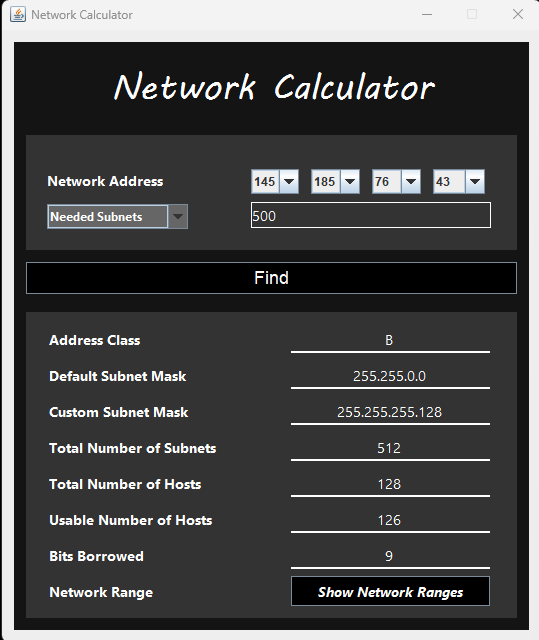 Network Calculator
Network Calculator
Network Address 145 185 76 43
Needed Subnets 500
Find
Address Class B
Default Subnet Mask 255.255.0.0
Custom Subnet Mask 255.255.255.128
Total Number of Subnets 512
Total Number of Hosts 128
Usable Number of Hosts 126
Bits Borrowed 9
Network Range Show Network Ranges